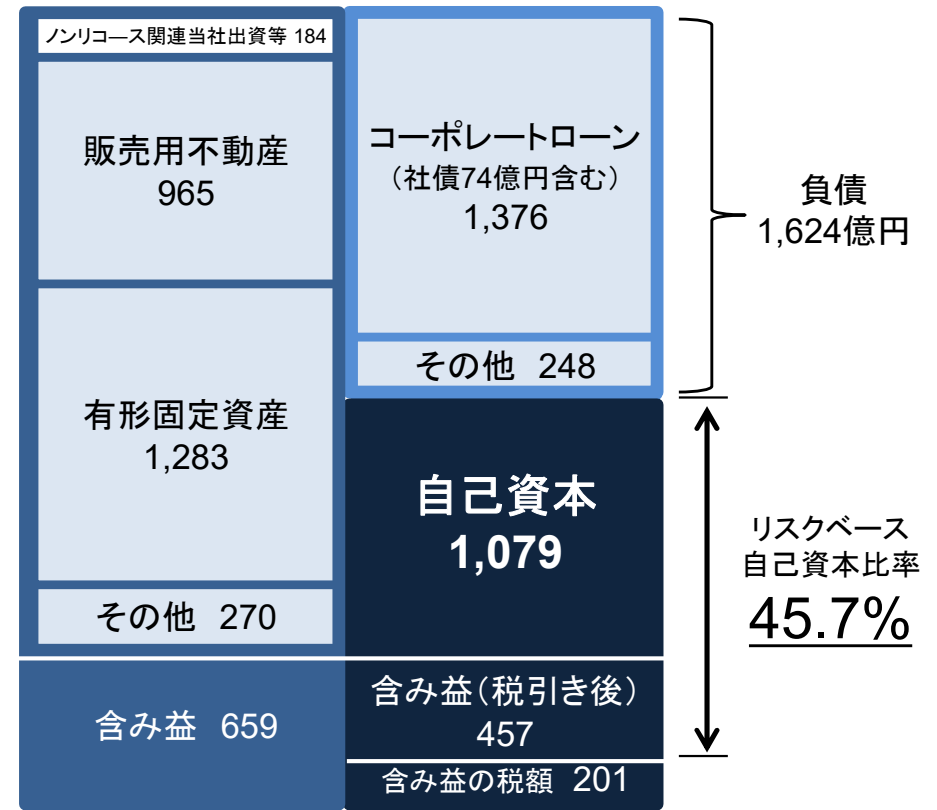 ノンリコース関連当社出資等 184
販売用不動産
965
有形固定資産
1,283
その他 270
含み益 659
コーポレートローン
（社債74億円含む）
1,376
その他 248
自己資本
1,079
含み益（税引き後）
457
含み益の税額 201
負債
1,624億円
リスクベース
自己資本比率
45.7%